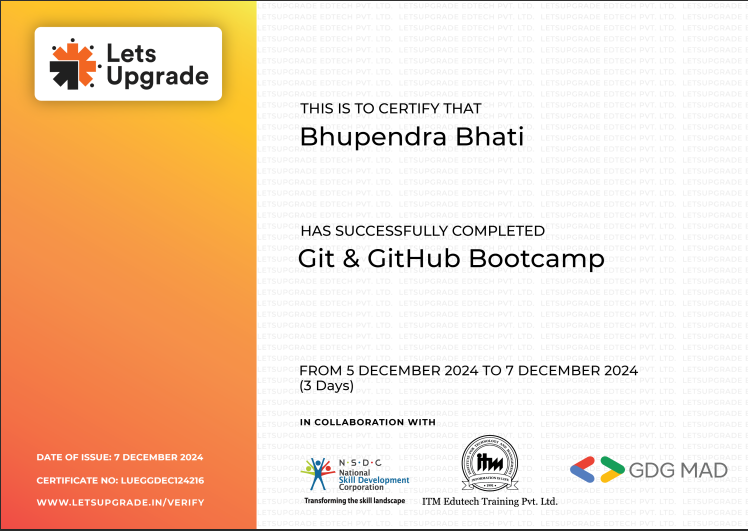 Lets
Upgrade
THIS IS TO CERTIFY THAT
Bhupendra Bhati
HAS SUCCESSFULLY COMPLETED
Git & GitHub Bootcamp
FROM 5 DECEMBER 2024 TO 7 DECEMBER 2024
(3 Days)
IN COLLABORATION WITH
N·S·D·C
National
Skill Development
Corporation
Transforming the skill landscape
itm
ITM Edutech Training Pvt. Ltd.
GDG MAD
DATE OF ISSUE: 7 DECEMBER 2024
CERTIFICATE NO: LUEGGDEC124216
WWW.LETSUPGRADE.IN/VERIFY